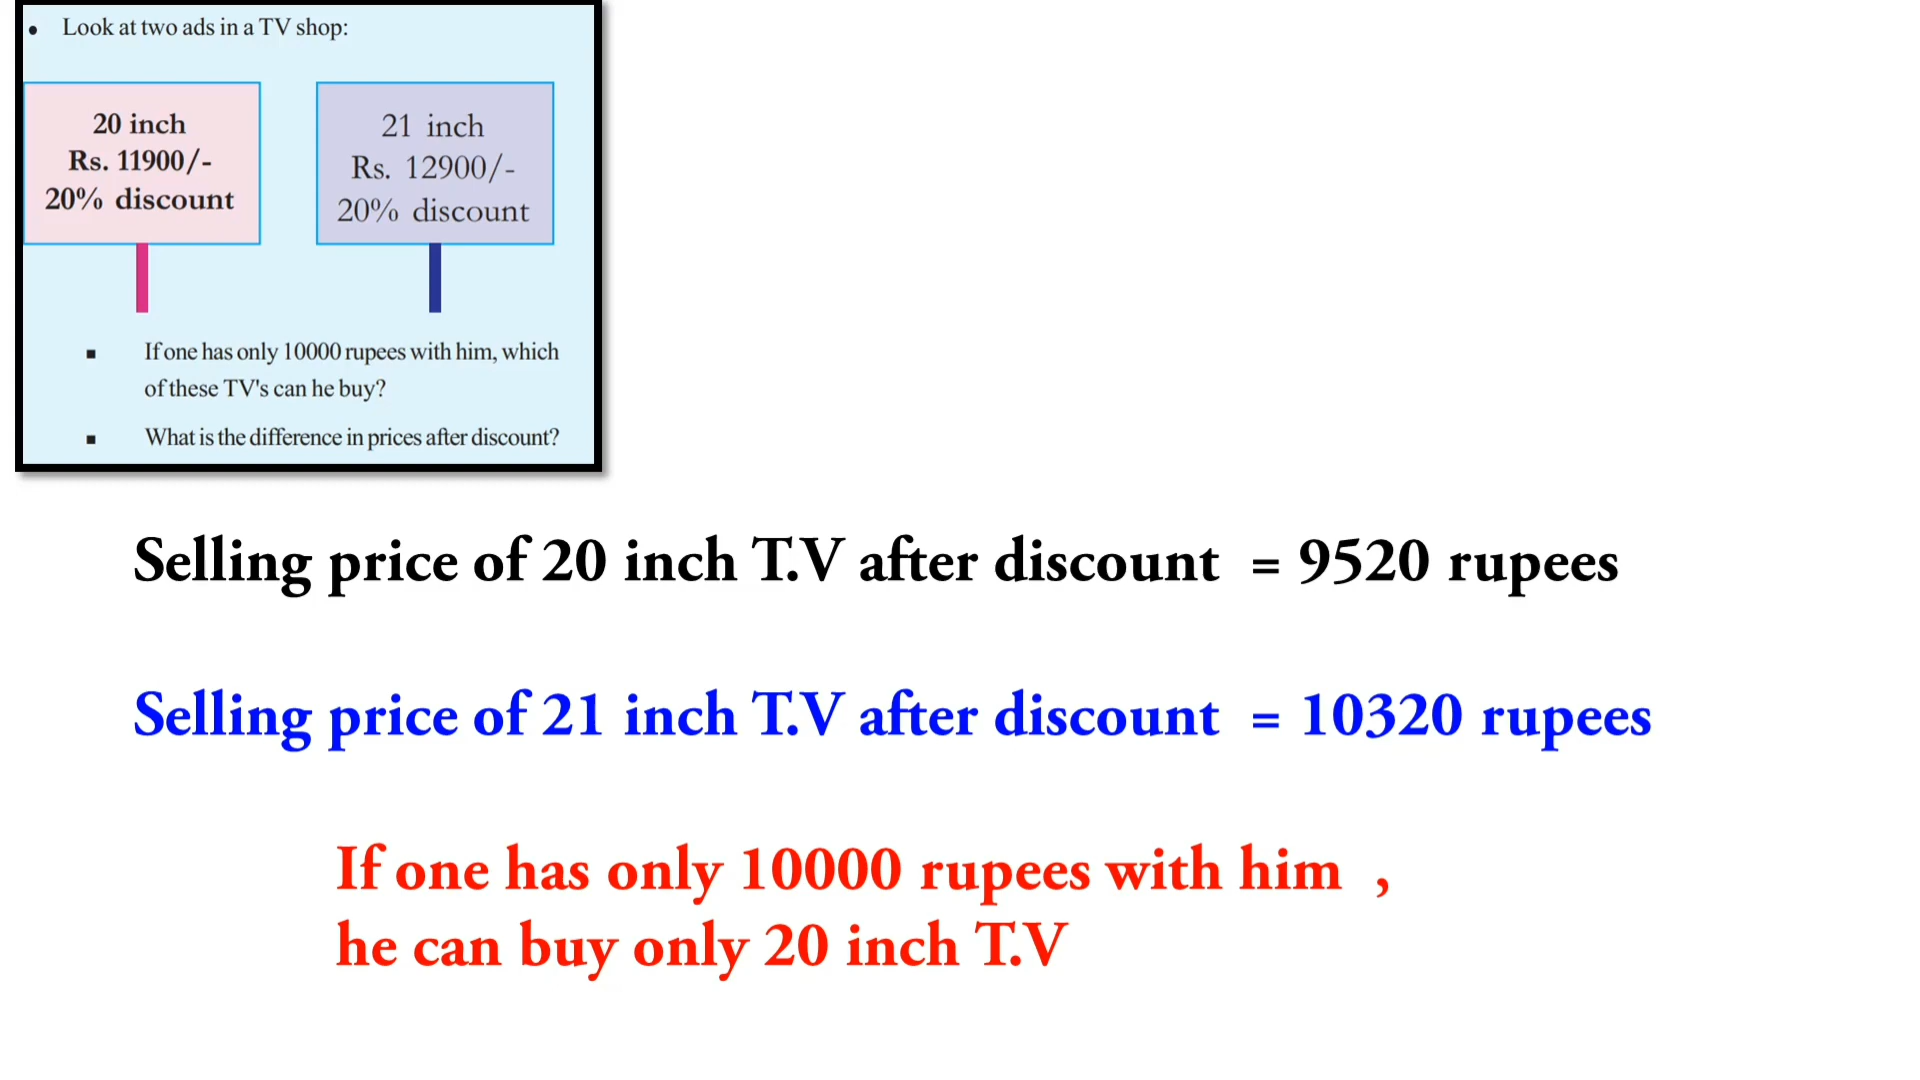 • Look at two ads in a TV shop:
20 inch
Rs. 11900/-
20% discount
21 inch
Rs. 12900/-
20% discount
▪ If one has only 10000 rupees with him, which
of these TV's can he buy?
▪ What is the difference in prices after discount?
Selling price of 20 inch T.V after discount = 9520 rupees
Selling price of 21 inch T.V after discount = 10320 rupees
If one has only 10000 rupees with him ,
he can buy only 20 inch T.V